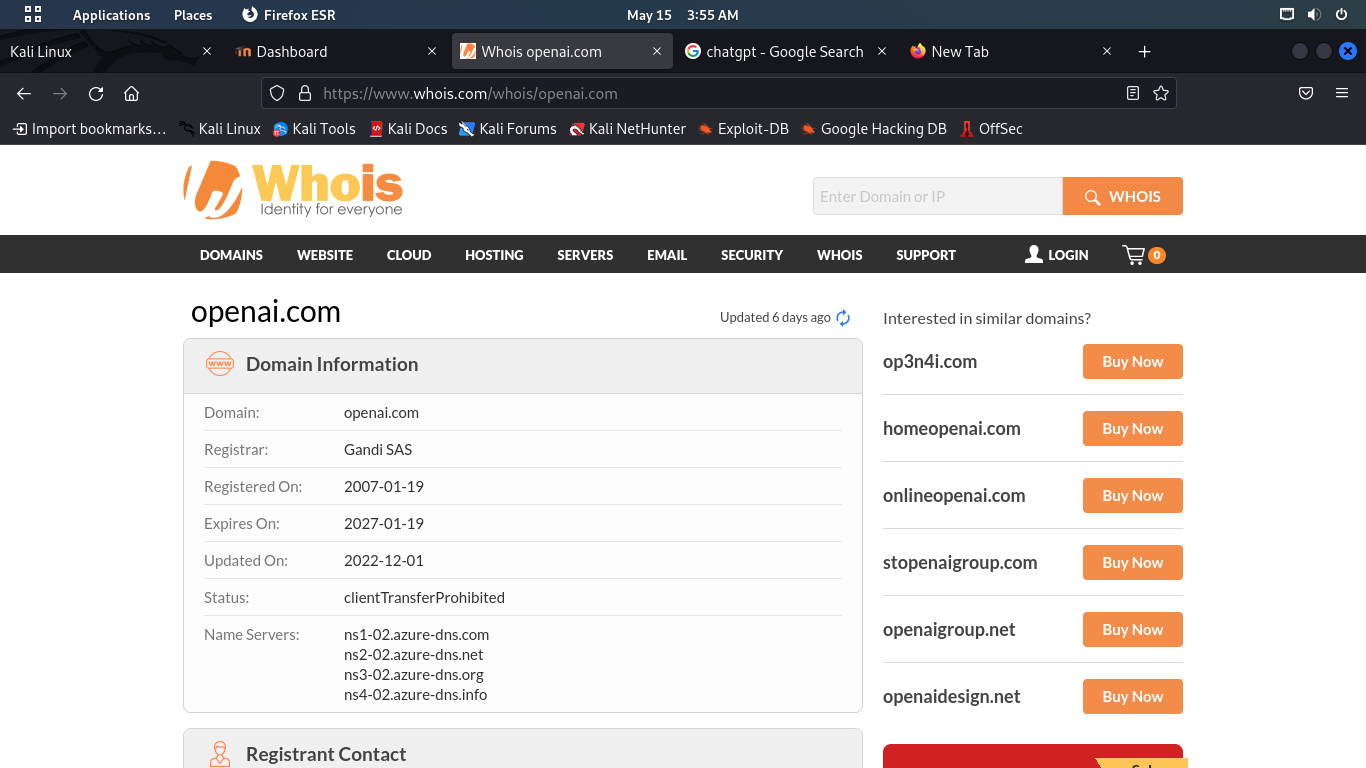 Applications Places Firefox ESR May 15 3:55 AM
Kali Linux Dashboard Whois openai.com chatgpt - Google Search New Tab
https://www.whois.com/whois/openai.com
Import bookmarks... Kali Linux Kali Tools Kali Docs Kali Forums Kali NetHunter Exploit-DB Google Hacking DB OffSec
Whois
Identity for everyone
Enter Domain or IP WHOIS
DOMAINS WEBSITE CLOUD HOSTING SERVERS EMAIL SECURITY WHOIS SUPPORT LOGIN 0
openai.com
Updated 6 days ago
www Domain Information
Domain: openai.com
Registrar: Gandi SAS
Registered On: 2007-01-19
Expires On: 2027-01-19
Updated On: 2022-12-01
Status: clientTransferProhibited
Name Servers: ns1-02.azure-dns.com
ns2-02.azure-dns.net
ns3-02.azure-dns.org
ns4-02.azure-dns.info
Registrant Contact
Interested in similar domains?
op3n4i.com Buy Now
homeopenai.com Buy Now
onlineopenai.com Buy Now
stopenaigroup.com Buy Now
openaigroup.net Buy Now
openaidesign.net Buy Now